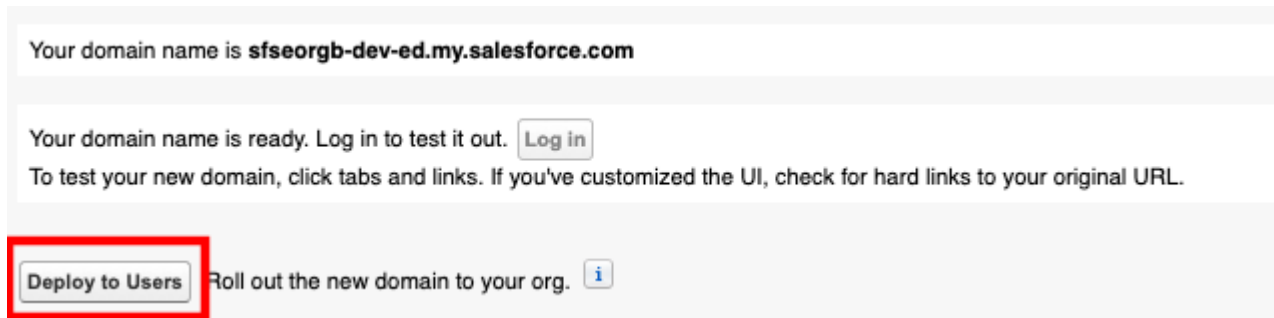 Your domain name is sfseorgb-dev-ed.my.salesforce.com
Your domain name is ready. Log in to test it out. Log in
To test your new domain, click tabs and links. If you've customized the UI, check for hard links to your original URL.
Deploy to Users Roll out the new domain to your org. i